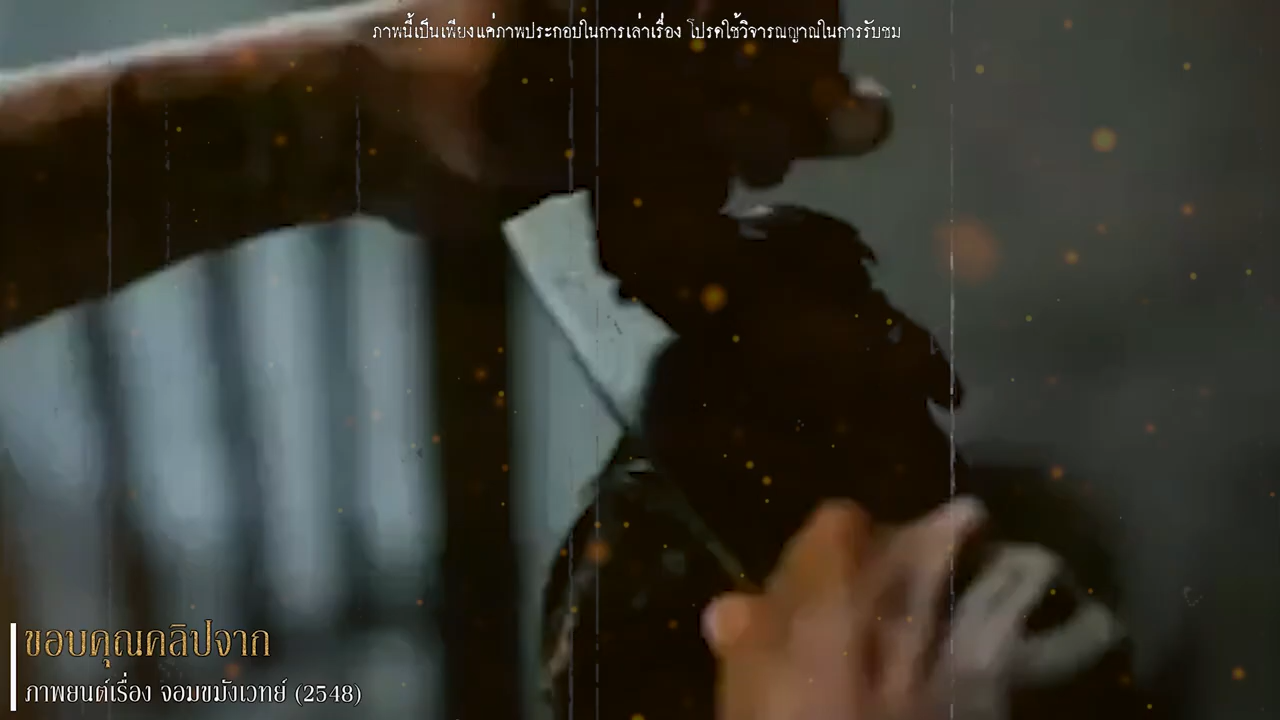 ภาพนี้เป็นเพียงแค่ภาพประกอบในการเล่าเรื่อง โปรดใช้วิจารณญาณในการรับชม
ขอบคุณคลิปจาก
ภาพยนต์เรื่อง จอมขมังเวทย์ (2548)